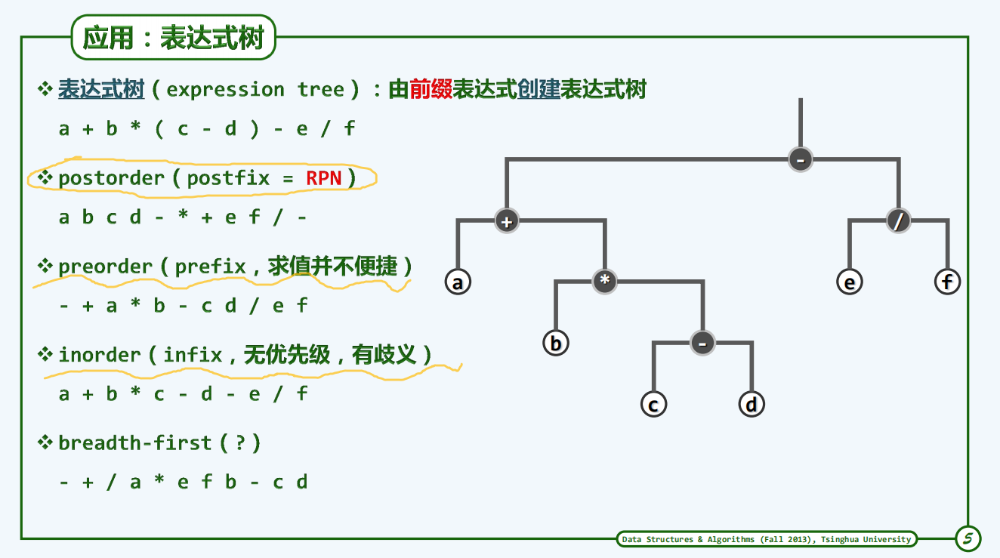 应用：表达式树
❖ 表达式树 ( expression tree ) ：由前缀表达式创建表达式树
a + b * ( c - d ) - e / f
❖ postorder ( postfix = RPN )
a b c d - * + e f / -
❖ preorder ( prefix , 求值并不便捷 )
- + a * b - c d / e f
❖ inorder ( infix , 无优先级 , 有歧义 )
a + b * c - d - e / f
❖ breadth-first ( ? )
- + / a * e f b - c d
-
+ /
a * e f
b -
c d
Data Structures & Algorithms (Fall 2013), Tsinghua University
5